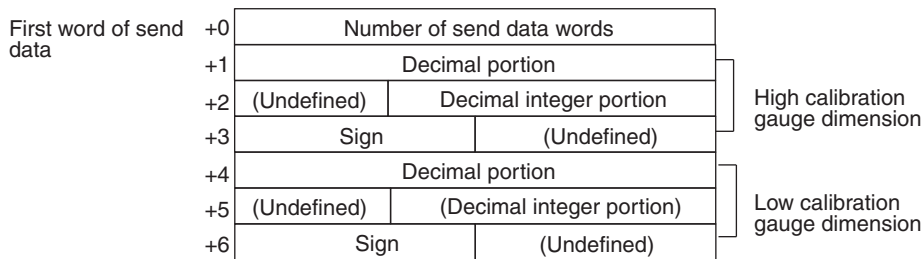 First word of send
data
+0 Number of send data words
+1 Decimal portion
+2 (Undefined) Decimal integer portion
+3 Sign (Undefined)
High calibration
gauge dimension
+4 Decimal portion
+5 (Undefined) (Decimal integer portion)
+6 Sign (Undefined)
Low calibration
gauge dimension